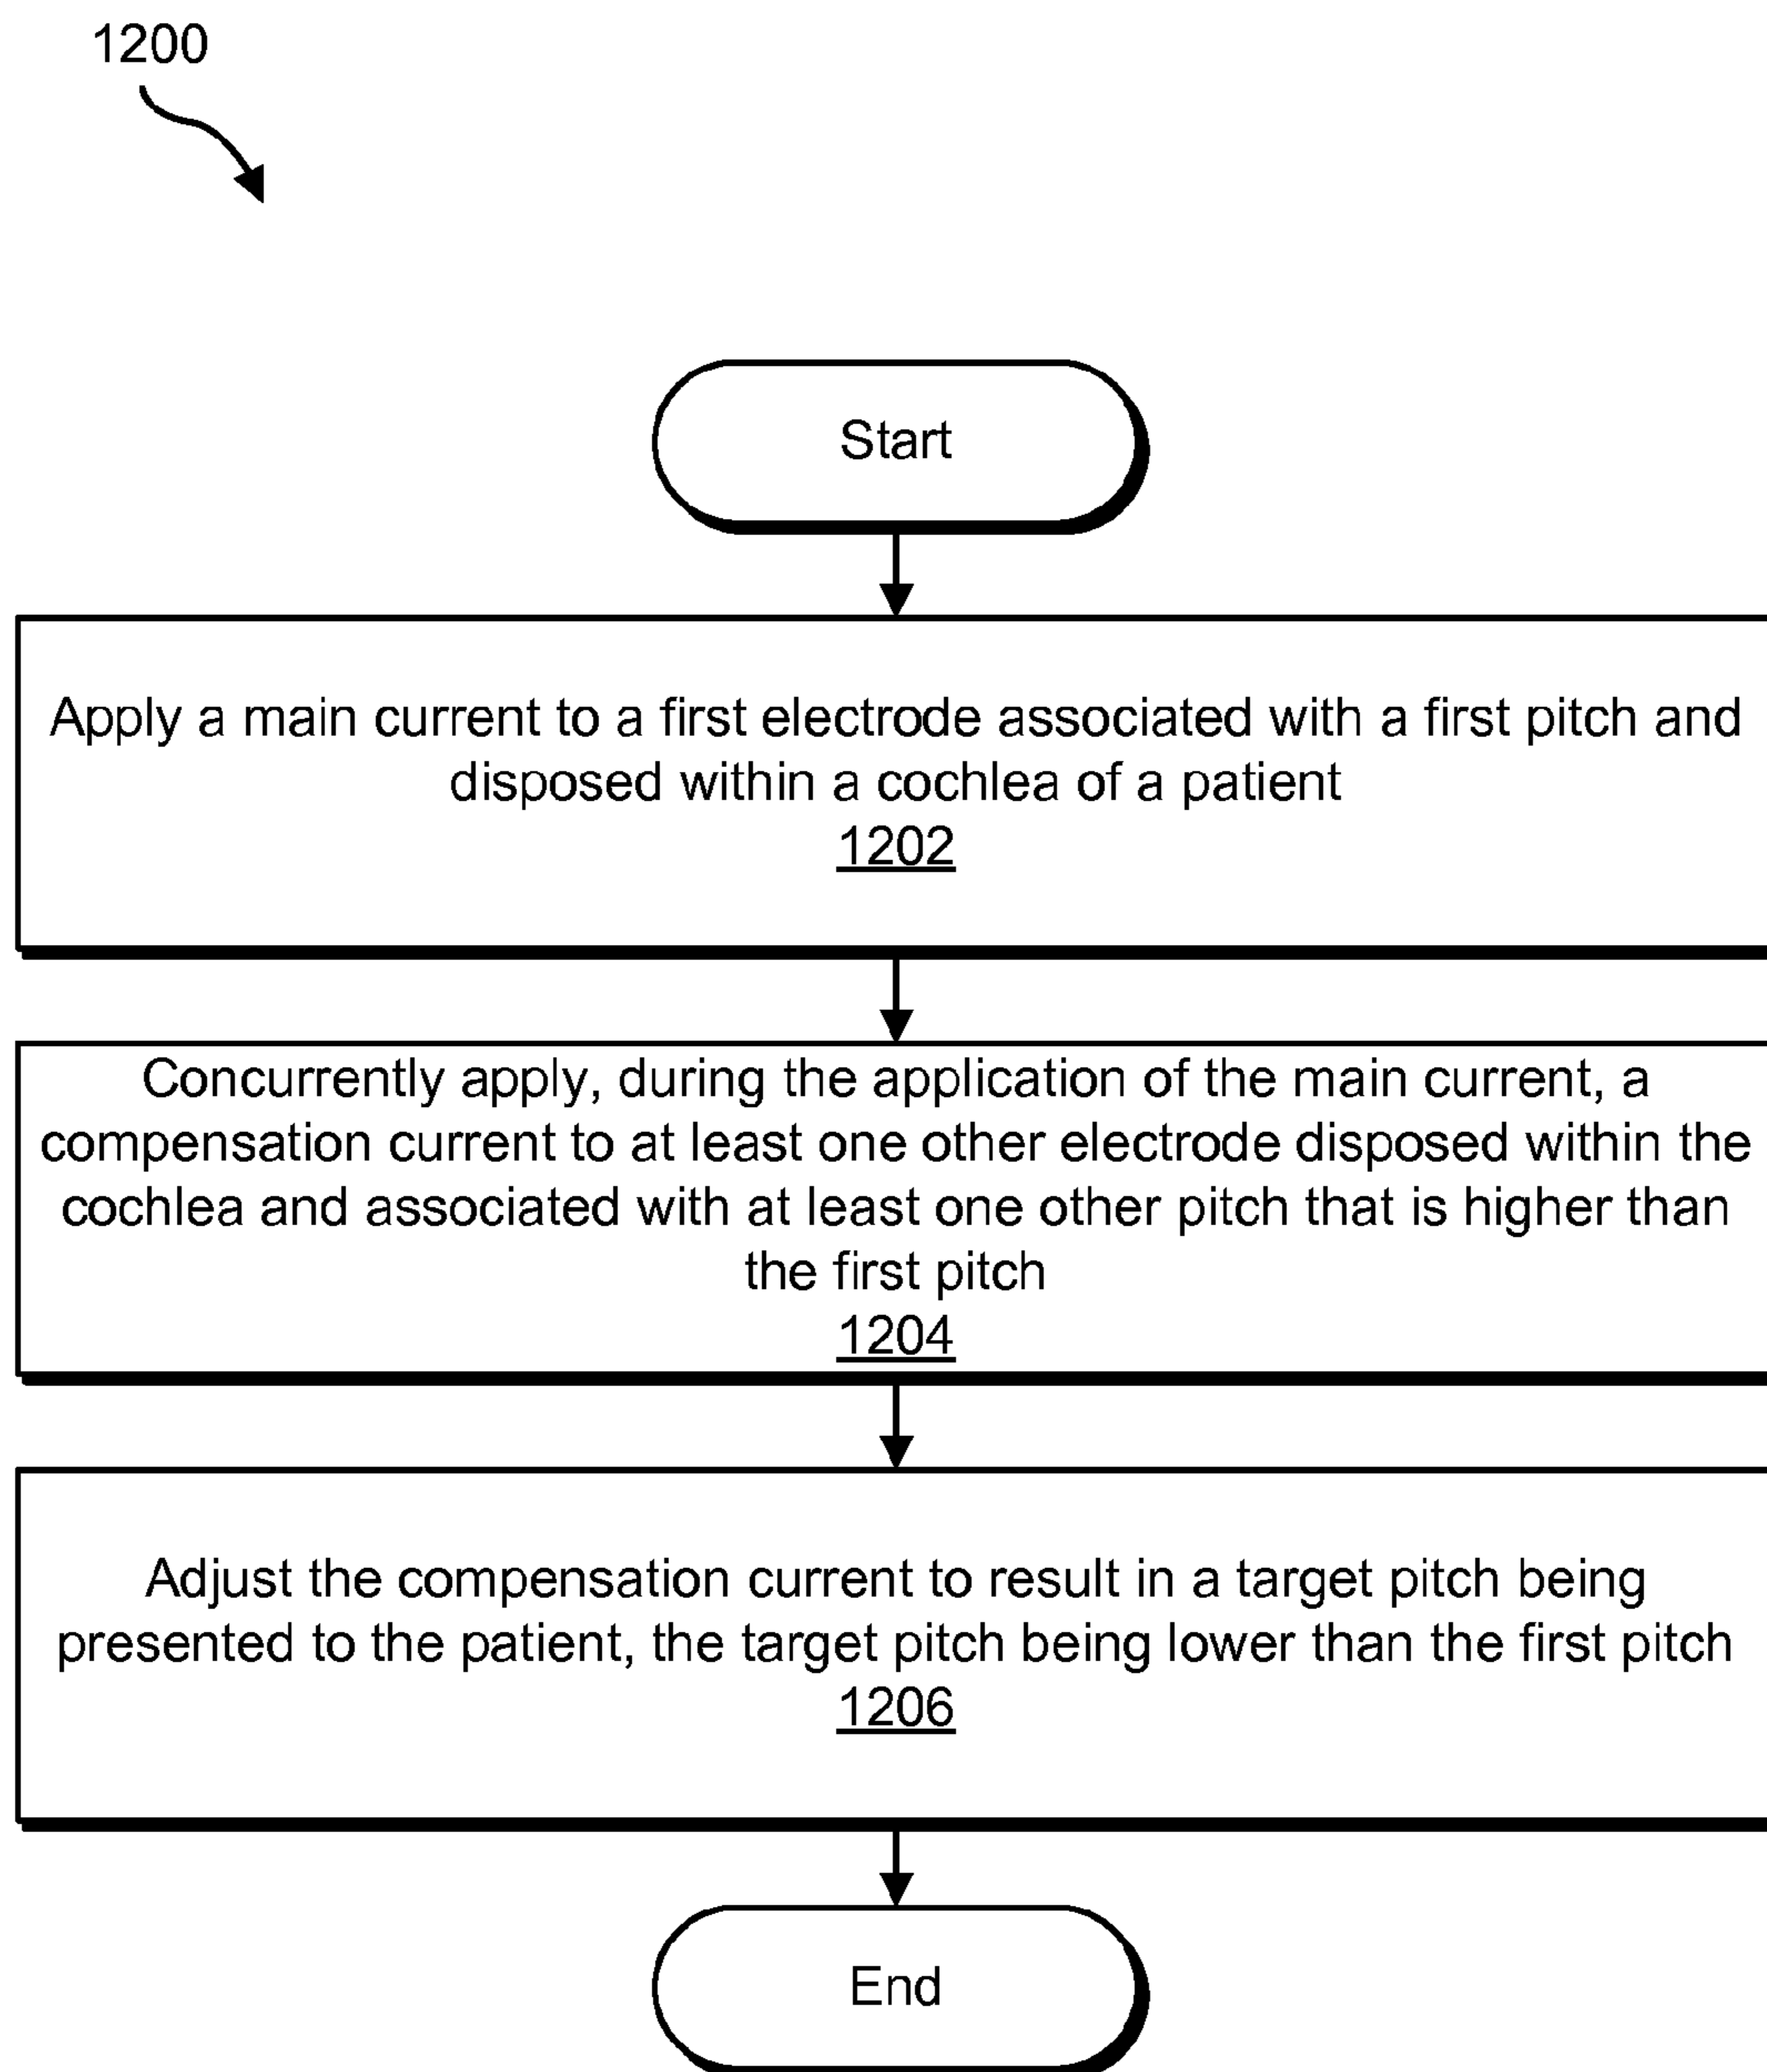 1200
Start
Apply a main current to a first electrode associated with a first pitch and
disposed within a cochlea of a patient
1202
Concurrently apply, during the application of the main current, a
compensation current to at least one other electrode disposed within the
cochlea and associated with at least one other pitch that is higher than
the first pitch
1204
Adjust the compensation current to result in a target pitch being
presented to the patient, the target pitch being lower than the first pitch
1206
End